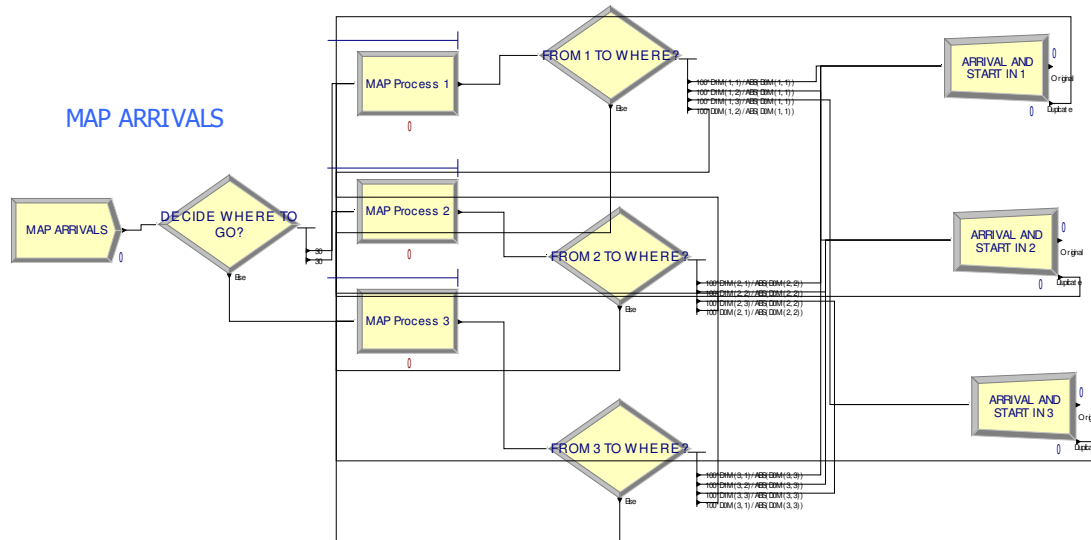 MAP ARRIVALS
MAP ARRIVALS
0
DECIDE WHERE TO
GO?
30
30
Else
MAP Process 1
0
MAP Process 2
0
MAP Process 3
0
FROM 1 TO WHERE?
100* D1M ( 1, 1) / ABS( D0M ( 1, 1) )
100* D1M ( 1, 2) / ABS( D0M ( 1, 1) )
100* D1M ( 1, 3) / ABS( D0M ( 1, 1) )
100* D0M ( 1, 2) / ABS( D0M ( 1, 1) )
Else
FROM 2 TO WHERE?
100* D1M ( 2, 1) / ABS( D0M ( 2, 2) )
100* D1M ( 2, 2) / ABS( D0M ( 2, 2) )
100* D1M ( 2, 3) / ABS( D0M ( 2, 2) )
100* D0M ( 2, 1) / ABS( D0M ( 2, 2) )
Else
FROM 3 TO WHERE?
100* D1M ( 3, 1) / ABS( D0M ( 3, 3) )
100* D1M ( 3, 2) / ABS( D0M ( 3, 3) )
100* D1M ( 3, 3) / ABS( D0M ( 3, 3) )
100* D0M ( 3, 1) / ABS( D0M ( 3, 3) )
Else
ARRIVAL AND
START IN 1
0
Original
0
Duplicate
ARRIVAL AND
START IN 2
0
Original
0
Duplicate
ARRIVAL AND
START IN 3
0
Orig
0
Duplicate